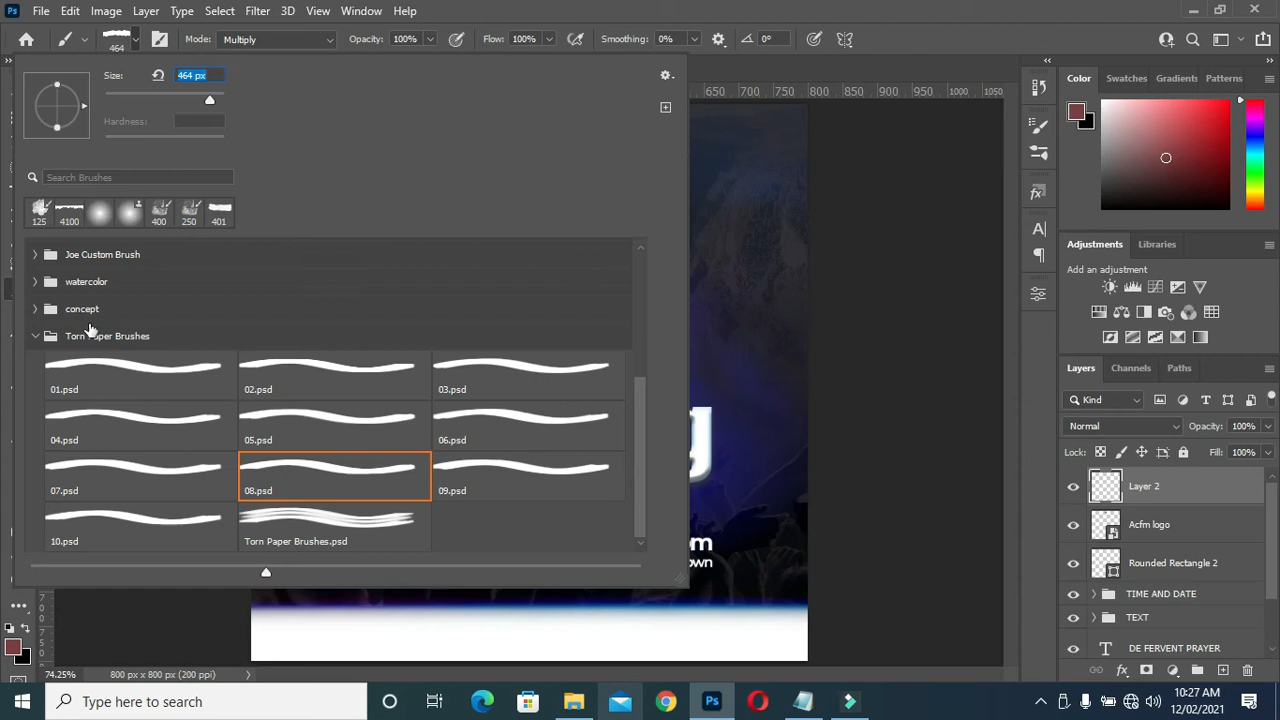 Ps File Edit Image Layer Type Select Filter 3D View Window Help
464 Mode: Multiply Opacity: 100% Flow: 100% Smoothing: 0% 0°
Size: 464 px
Hardness:
Search Brushes
125 4100 400 250 401
Joe Custom Brush
watercolor
concept
Torn Paper Brushes
01.psd 02.psd 03.psd
04.psd 05.psd 06.psd
07.psd 08.psd 09.psd
10.psd Torn Paper Brushes.psd
650 700 750 800 850 900 950 1000 1050
g
om
own
Color Swatches Gradients Patterns
Adjustments Libraries
Add an adjustment
Layers Channels Paths
Kind
Normal Opacity: 100%
Lock: Fill: 100%
Layer 2
Acfm logo
Rounded Rectangle 2
TIME AND DATE
TEXT
T DE FERVENT PRAYER
74.25% 800 px x 800 px (200 ppi)
Type here to search
Ps
10:27 AM
12/02/2021